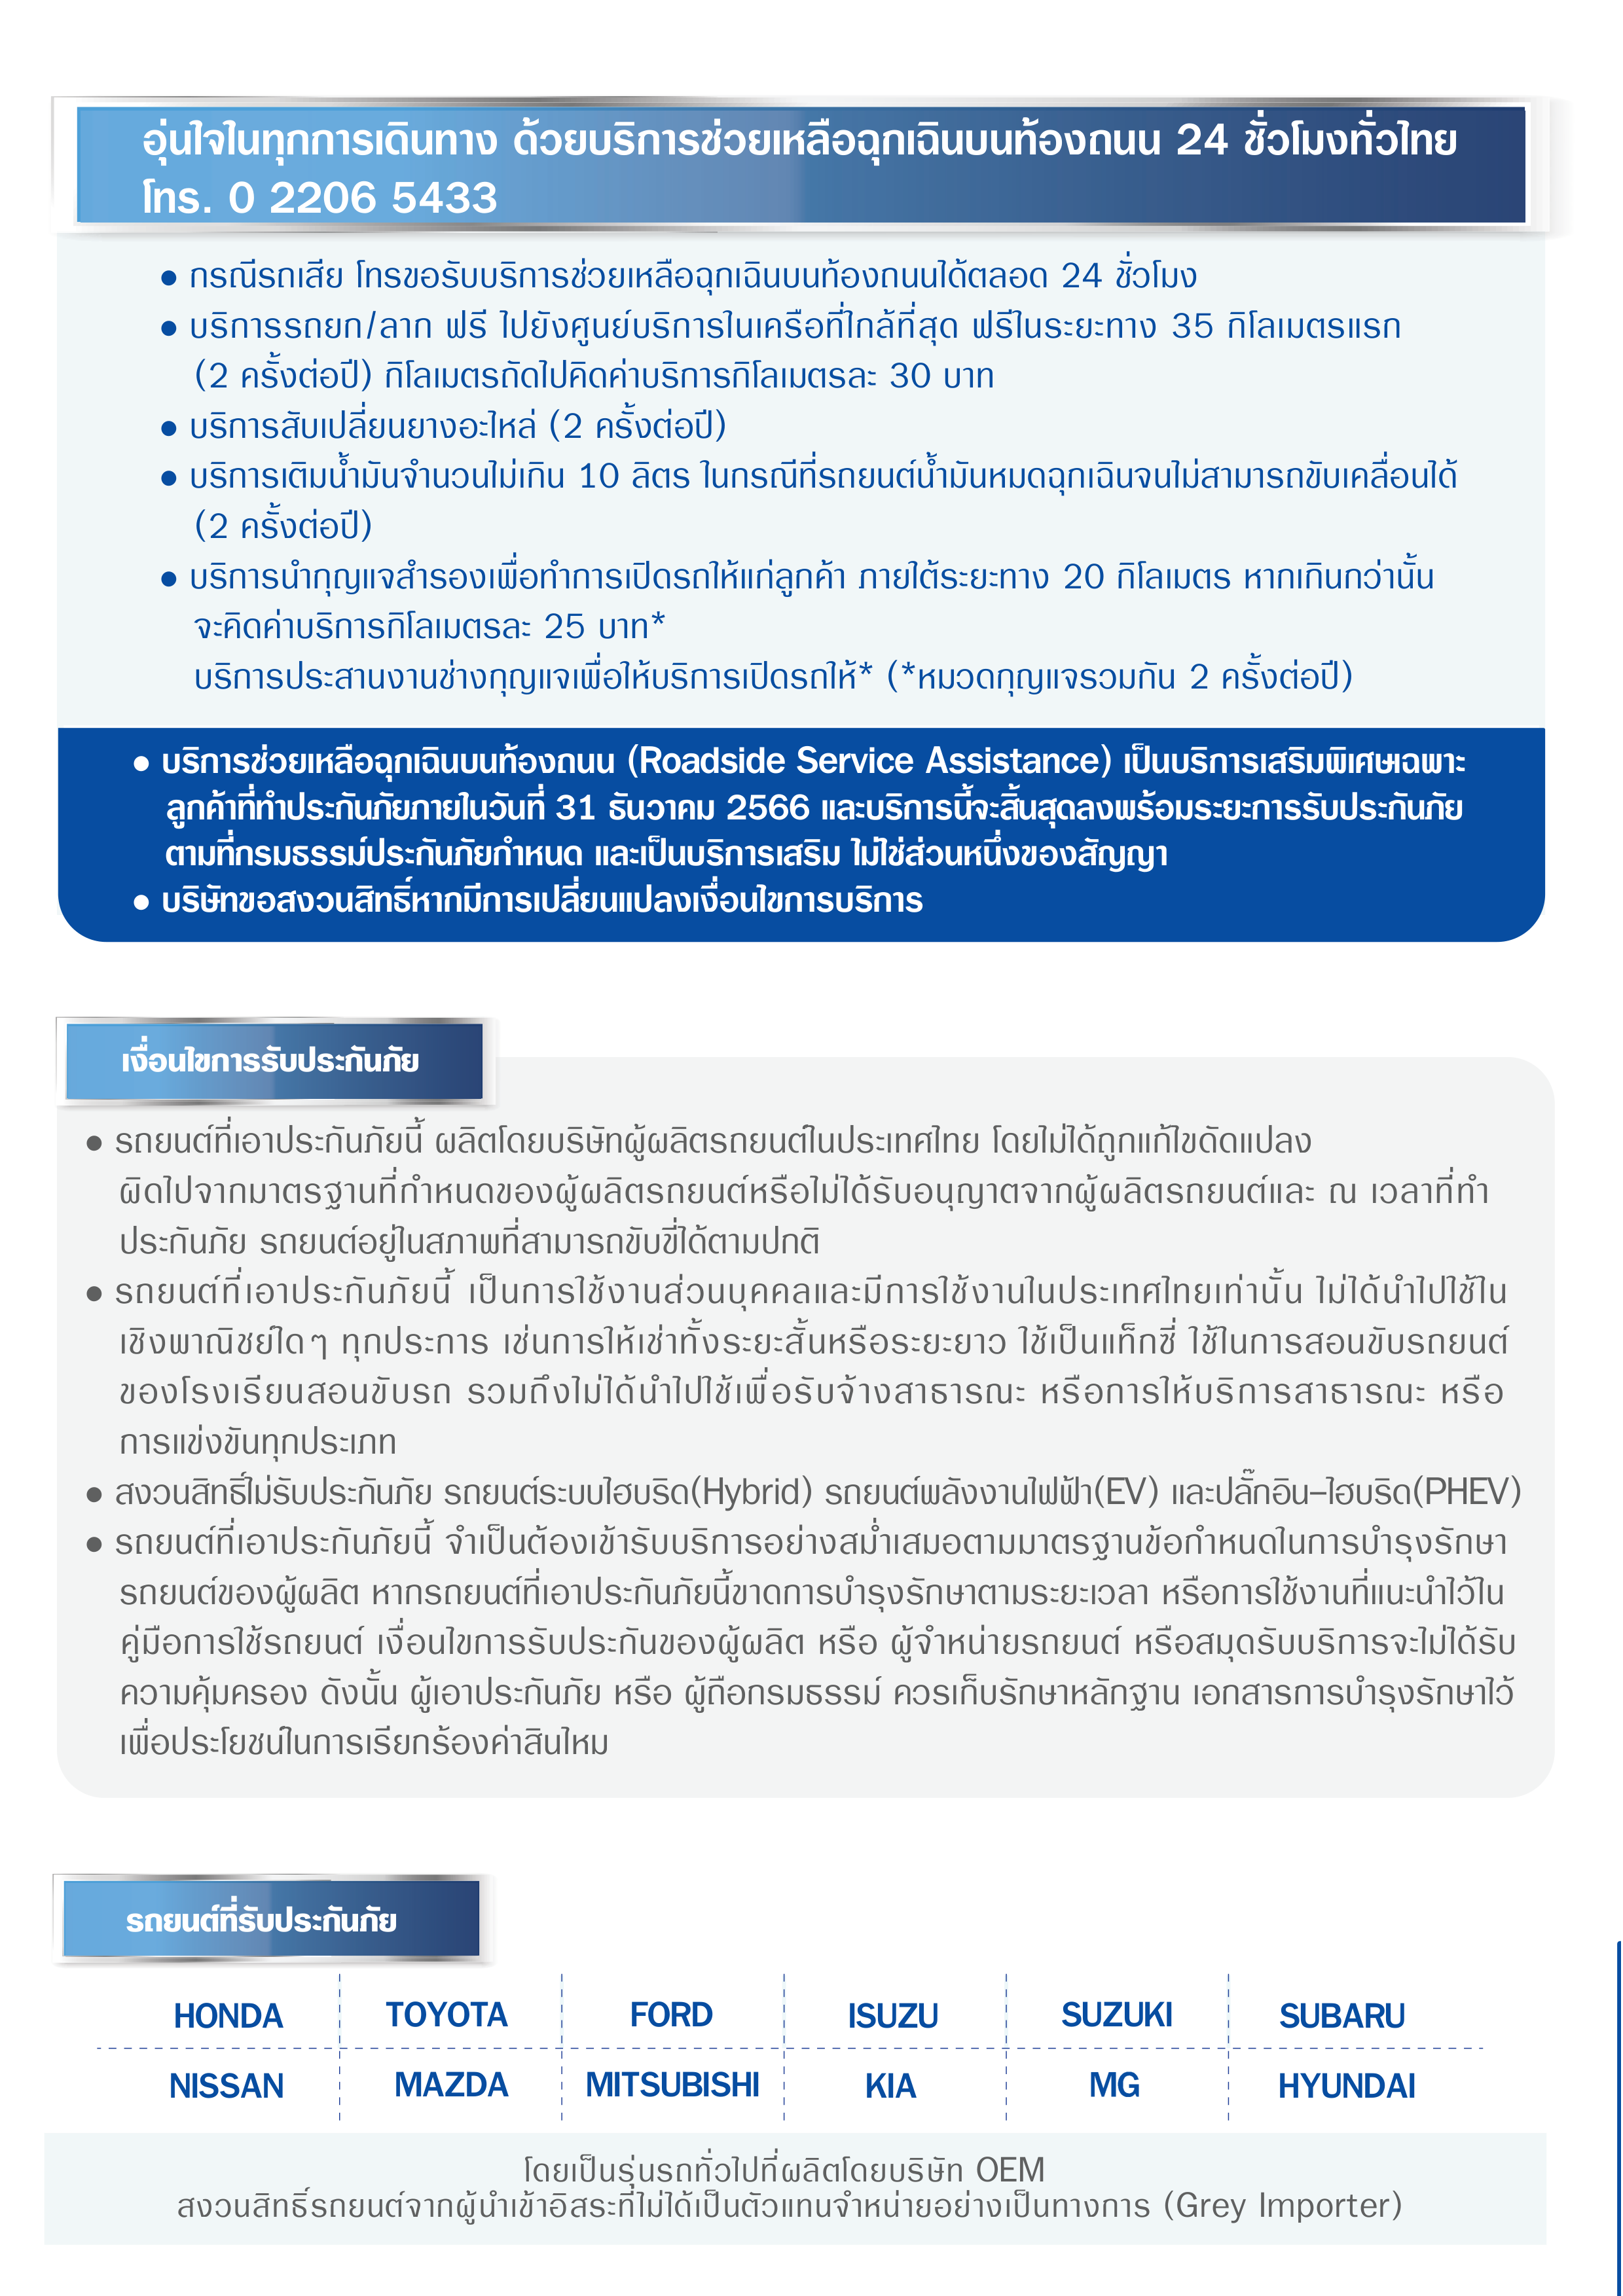 อุ่นใจในทุกการเดินทาง ด้วยบริการช่วยเหลือฉุกเฉินบนท้องถนน 24 ชั่วโมงทั่วไทย
โทร. 0 2206 5433
● กรณีรถเสีย โทรขอรับบริการช่วยเหลือฉุกเฉินบนท้องถนนได้ตลอด 24 ชั่วโมง
● บริการรถยก/ลาก ฟรี ไปยังศูนย์บริการในเครือที่ใกล้ที่สุด ฟรีในระยะทาง 35 กิโลเมตรแรก
(2 ครั้งต่อปี) กิโลเมตรถัดไปคิดค่าบริการกิโลเมตรละ 30 บาท
● บริการสับเปลี่ยนยางอะไหล่ (2 ครั้งต่อปี)
● บริการเติมน้ำมันจำนวนไม่เกิน 10 ลิตร ในกรณีที่รถยนต์น้ำมันหมดฉุกเฉินจนไม่สามารถขับเคลื่อนได้
(2 ครั้งต่อปี)
● บริการนำกุญแจสำรองเพื่อทำการเปิดรถให้แก่ลูกค้า ภายใต้ระยะทาง 20 กิโลเมตร หากเกินกว่านั้น
จะคิดค่าบริการกิโลเมตรละ 25 บาท*
บริการประสานงานช่างกุญแจเพื่อให้บริการเปิดรถให้* (*หมวดกุญแจรวมกัน 2 ครั้งต่อปี)
● บริการช่วยเหลือฉุกเฉินบนท้องถนน (Roadside Service Assistance) เป็นบริการเสริมพิเศษเฉพาะ
ลูกค้าที่ทำประกันภัยภายในวันที่ 31 ธันวาคม 2566 และบริการนี้จะสิ้นสุดลงพร้อมระยะการรับประกันภัย
ตามที่กรมธรรม์ประกันภัยกำหนด และเป็นบริการเสริม ไม่ใช่ส่วนหนึ่งของสัญญา
● บริษัทขอสงวนสิทธิ์หากมีการเปลี่ยนแปลงเงื่อนไขการบริการ
เงื่อนไขการรับประกันภัย
● รถยนต์ที่เอาประกันภัยนี้ ผลิตโดยบริษัทผู้ผลิตรถยนต์ในประเทศไทย โดยไม่ได้ถูกแก้ไขดัดแปลง
ผิดไปจากมาตรฐานที่กำหนดของผู้ผลิตรถยนต์หรือไม่ได้รับอนุญาตจากผู้ผลิตรถยนต์และ ณ เวลาที่ทำ
ประกันภัย รถยนต์อยู่ในสภาพที่สามารถขับขี่ได้ตามปกติ
● รถยนต์ที่เอาประกันภัยนี้ เป็นการใช้งานส่วนบุคคลและมีการใช้งานในประเทศไทยเท่านั้น ไม่ได้นำไปใช้ใน
เชิงพาณิชย์ใดๆ ทุกประการ เช่นการให้เช่าทั้งระยะสั้นหรือระยะยาว ใช้เป็นแท็กซี่ ใช้ในการสอนขับรถยนต์
ของโรงเรียนสอนขับรถ รวมถึงไม่ได้นำไปใช้เพื่อรับจ้างสาธารณะ หรือการให้บริการสาธารณะ หรือ
การแข่งขันทุกประเภท
● สงวนสิทธิ์ไม่รับประกันภัย รถยนต์ระบบไฮบริด(Hybrid) รถยนต์พลังงานไฟฟ้า(EV) และปลั๊กอิน–ไฮบริด(PHEV)
● รถยนต์ที่เอาประกันภัยนี้ จำเป็นต้องเข้ารับบริการอย่างสม่ำเสมอตามมาตรฐานข้อกำหนดในการบำรุงรักษา
รถยนต์ของผู้ผลิต หากรถยนต์ที่เอาประกันภัยนี้ขาดการบำรุงรักษาตามระยะเวลา หรือการใช้งานที่แนะนำไว้ใน
คู่มือการใช้รถยนต์ เงื่อนไขการรับประกันของผู้ผลิต หรือ ผู้จำหน่ายรถยนต์ หรือสมุดรับบริการจะไม่ได้รับ
ความคุ้มครอง ดังนั้น ผู้เอาประกันภัย หรือ ผู้ถือกรมธรรม์ ควรเก็บรักษาหลักฐาน เอกสารการบำรุงรักษาไว้
เพื่อประโยชน์ในการเรียกร้องค่าสินไหม
รถยนต์ที่รับประกันภัย
HONDA TOYOTA FORD ISUZU SUZUKI SUBARU
NISSAN MAZDA MITSUBISHI KIA MG HYUNDAI
โดยเป็นรุ่นรถทั่วไปที่ผลิตโดยบริษัท OEM
สงวนสิทธิ์รถยนต์จากผู้นำเข้าอิสระที่ไม่ได้เป็นตัวแทนจำหน่ายอย่างเป็นทางการ (Grey Importer)